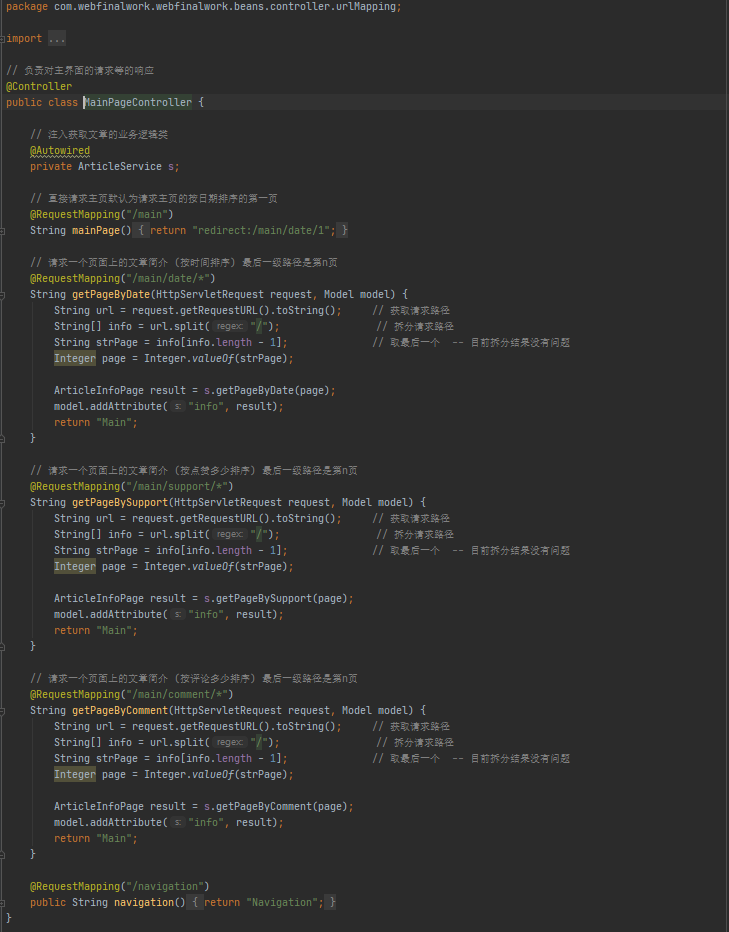 package com.webfinalwork.webfinalwork.beans.controller.urlMapping;
import ...
// 负责对主界面的请求等的响应
@Controller
public class MainPageController {
// 注入获取文章的业务逻辑类
@Autowired
private ArticleService s;
// 直接请求主页默认为请求主页的按日期排序的第一页
@RequestMapping("/main")
String mainPage() { return "redirect:/main/date/1"; }
// 请求一个页面上的文章简介 (按时间排序) 最后一级路径是第n页
@RequestMapping("/main/date/*")
String getPageByDate(HttpServletRequest request, Model model) {
String url = request.getRequestURL().toString(); // 获取请求路径
String[] info = url.split( regex: "/"); // 拆分请求路径
String strPage = info[info.length - 1]; // 取最后一个 -- 目前拆分结果没有问题
Integer page = Integer.valueOf(strPage);
ArticleInfoPage result = s.getPageByDate(page);
model.addAttribute( s: "info", result);
return "Main";
}
// 请求一个页面上的文章简介 (按点赞多少排序) 最后一级路径是第n页
@RequestMapping("/main/support/*")
String getPageBySupport(HttpServletRequest request, Model model) {
String url = request.getRequestURL().toString(); // 获取请求路径
String[] info = url.split( regex: "/"); // 拆分请求路径
String strPage = info[info.length - 1]; // 取最后一个 -- 目前拆分结果没有问题
Integer page = Integer.valueOf(strPage);
ArticleInfoPage result = s.getPageBySupport(page);
model.addAttribute( s: "info", result);
return "Main";
}
// 请求一个页面上的文章简介 (按评论多少排序) 最后一级路径是第n页
@RequestMapping("/main/comment/*")
String getPageByComment(HttpServletRequest request, Model model) {
String url = request.getRequestURL().toString(); // 获取请求路径
String[] info = url.split( regex: "/"); // 拆分请求路径
String strPage = info[info.length - 1]; // 取最后一个 -- 目前拆分结果没有问题
Integer page = Integer.valueOf(strPage);
ArticleInfoPage result = s.getPageByComment(page);
model.addAttribute( s: "info", result);
return "Main";
}
@RequestMapping("/navigation")
public String navigation() { return "Navigation"; }
}